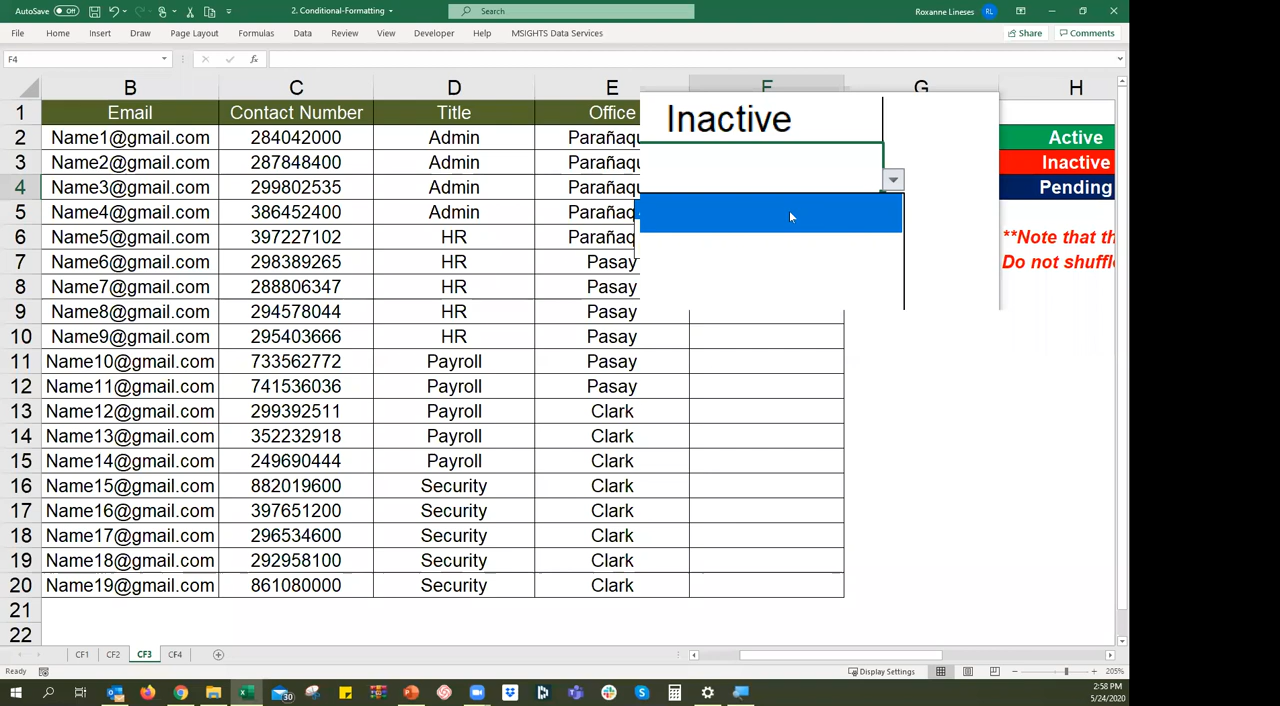 AutoSave Off 2. Conditional-Formatting Search Roxanne Lineses RL
File Home Insert Draw Page Layout Formulas Data Review View Developer Help MSIGHTS Data Services Share Comments
F4 fx
B C D E F G H
1 Email Contact Number Title Office
2 Name1@gmail.com 284042000 Admin Parañaqu Active
3 Name2@gmail.com 287848400 Admin Parañaqu Inactive
4 Name3@gmail.com 299802535 Admin Parañaqu Pending
5 Name4@gmail.com 386452400 Admin Parañaq
6 Name5@gmail.com 397227102 HR Parañaq **Note that th
7 Name6@gmail.com 298389265 HR Pasay Do not shuffl
8 Name7@gmail.com 288806347 HR Pasay
9 Name8@gmail.com 294578044 HR Pasay
10 Name9@gmail.com 295403666 HR Pasay
11 Name10@gmail.com 733562772 Payroll Pasay
12 Name11@gmail.com 741536036 Payroll Pasay
13 Name12@gmail.com 299392511 Payroll Clark
14 Name13@gmail.com 352232918 Payroll Clark
15 Name14@gmail.com 249690444 Payroll Clark
16 Name15@gmail.com 882019600 Security Clark
17 Name16@gmail.com 397651200 Security Clark
18 Name17@gmail.com 296534600 Security Clark
19 Name18@gmail.com 292958100 Security Clark
20 Name19@gmail.com 861080000 Security Clark
21
22
Inactive
CF1 CF2 CF3 CF4
Ready Display Settings 205%
30
2:58 PM
5/24/2020